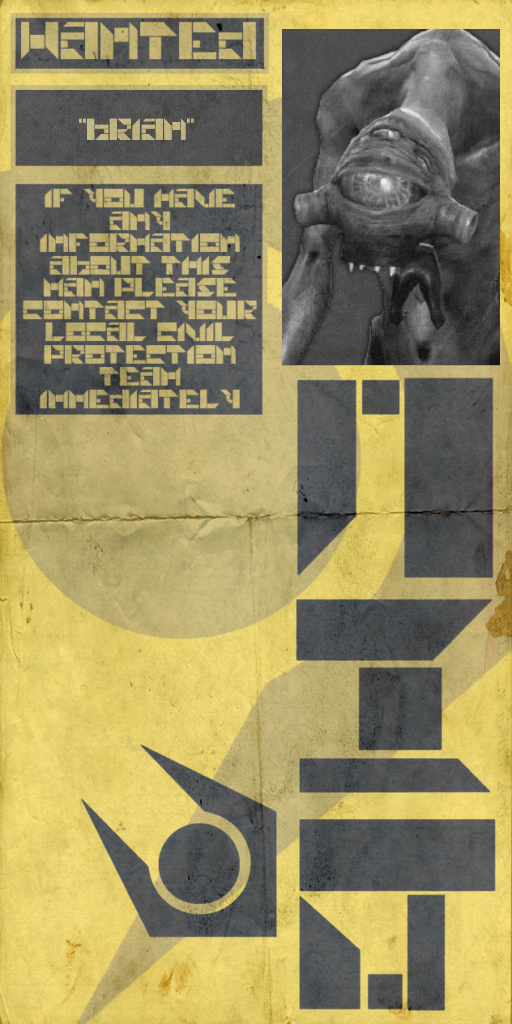 WANTED
"BRIAN"
IF YOU HAVE
ANY
INFORMATION
ABOUT THIS
MAN PLEASE
CONTACT YOUR
LOCAL CIVIL
PROTECTION
TEAM
IMMEDIATELY